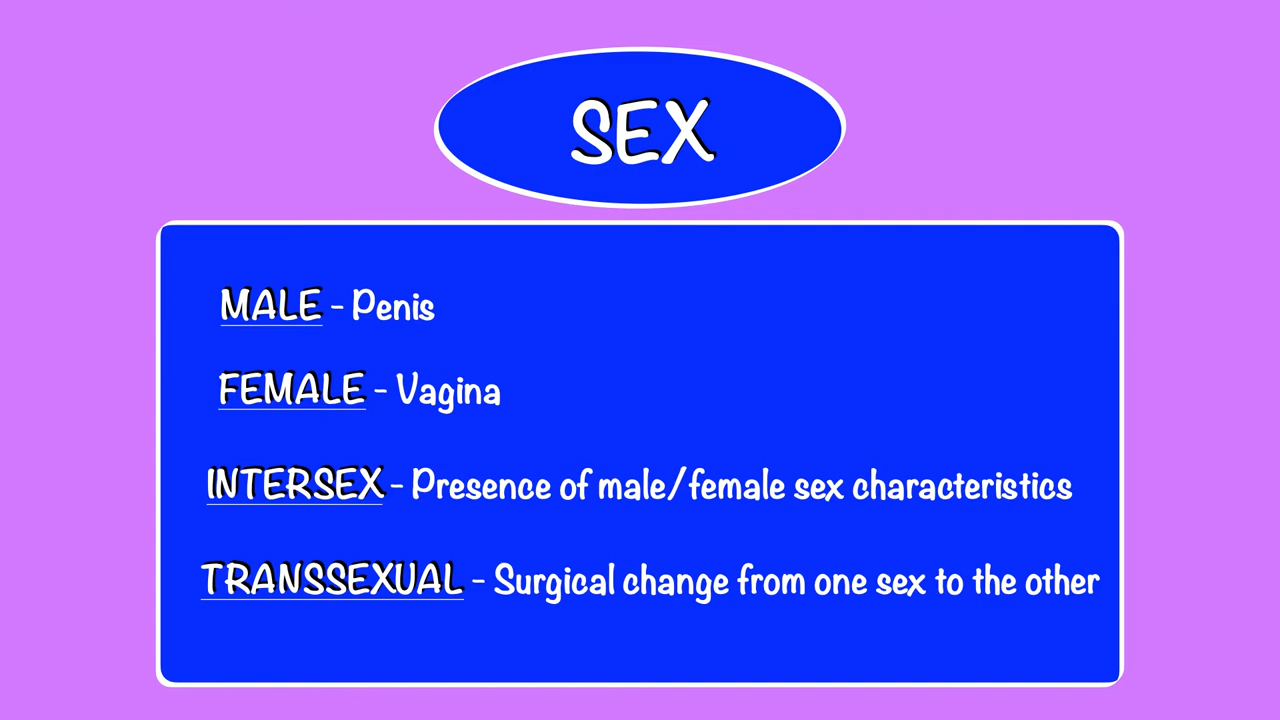 SEX
MALE - Penis
FEMALE - Vagina
INTERSEX - Presence of male/female sex characteristics
TRANSSEXUAL - Surgical change from one sex to the other